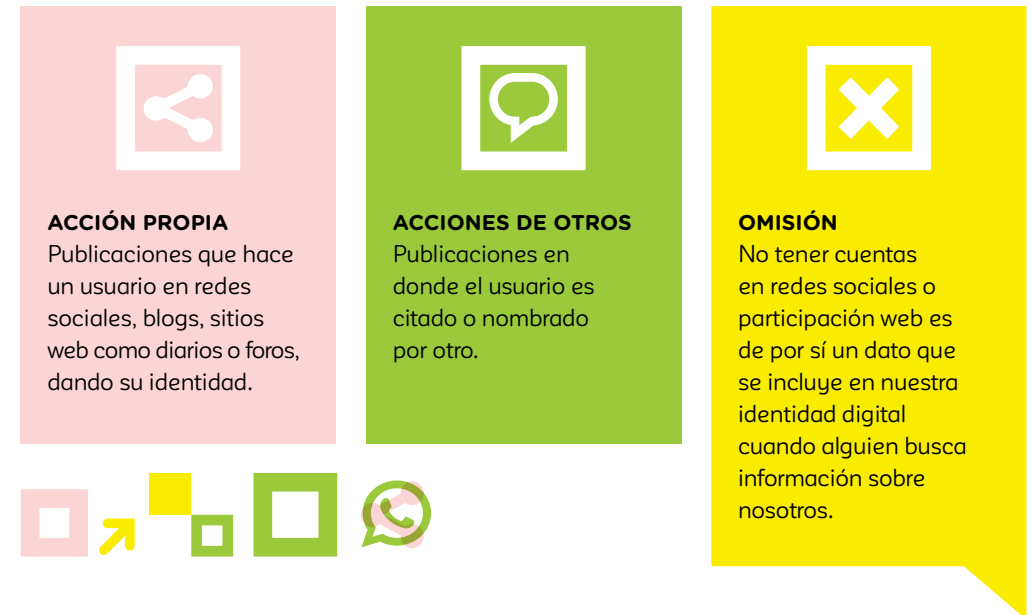 ACCIÓN PROPIA
Publicaciones que hace
un usuario en redes
sociales, blogs, sitios
web como diarios o foros,
dando su identidad.
ACCIONES DE OTROS
Publicaciones en
donde el usuario es
citado o nombrado
por otro.
OMISIÓN
No tener cuentas
en redes sociales o
participación web es
de por sí un dato que
se incluye en nuestra
identidad digital
cuando alguien busca
información sobre
nosotros.